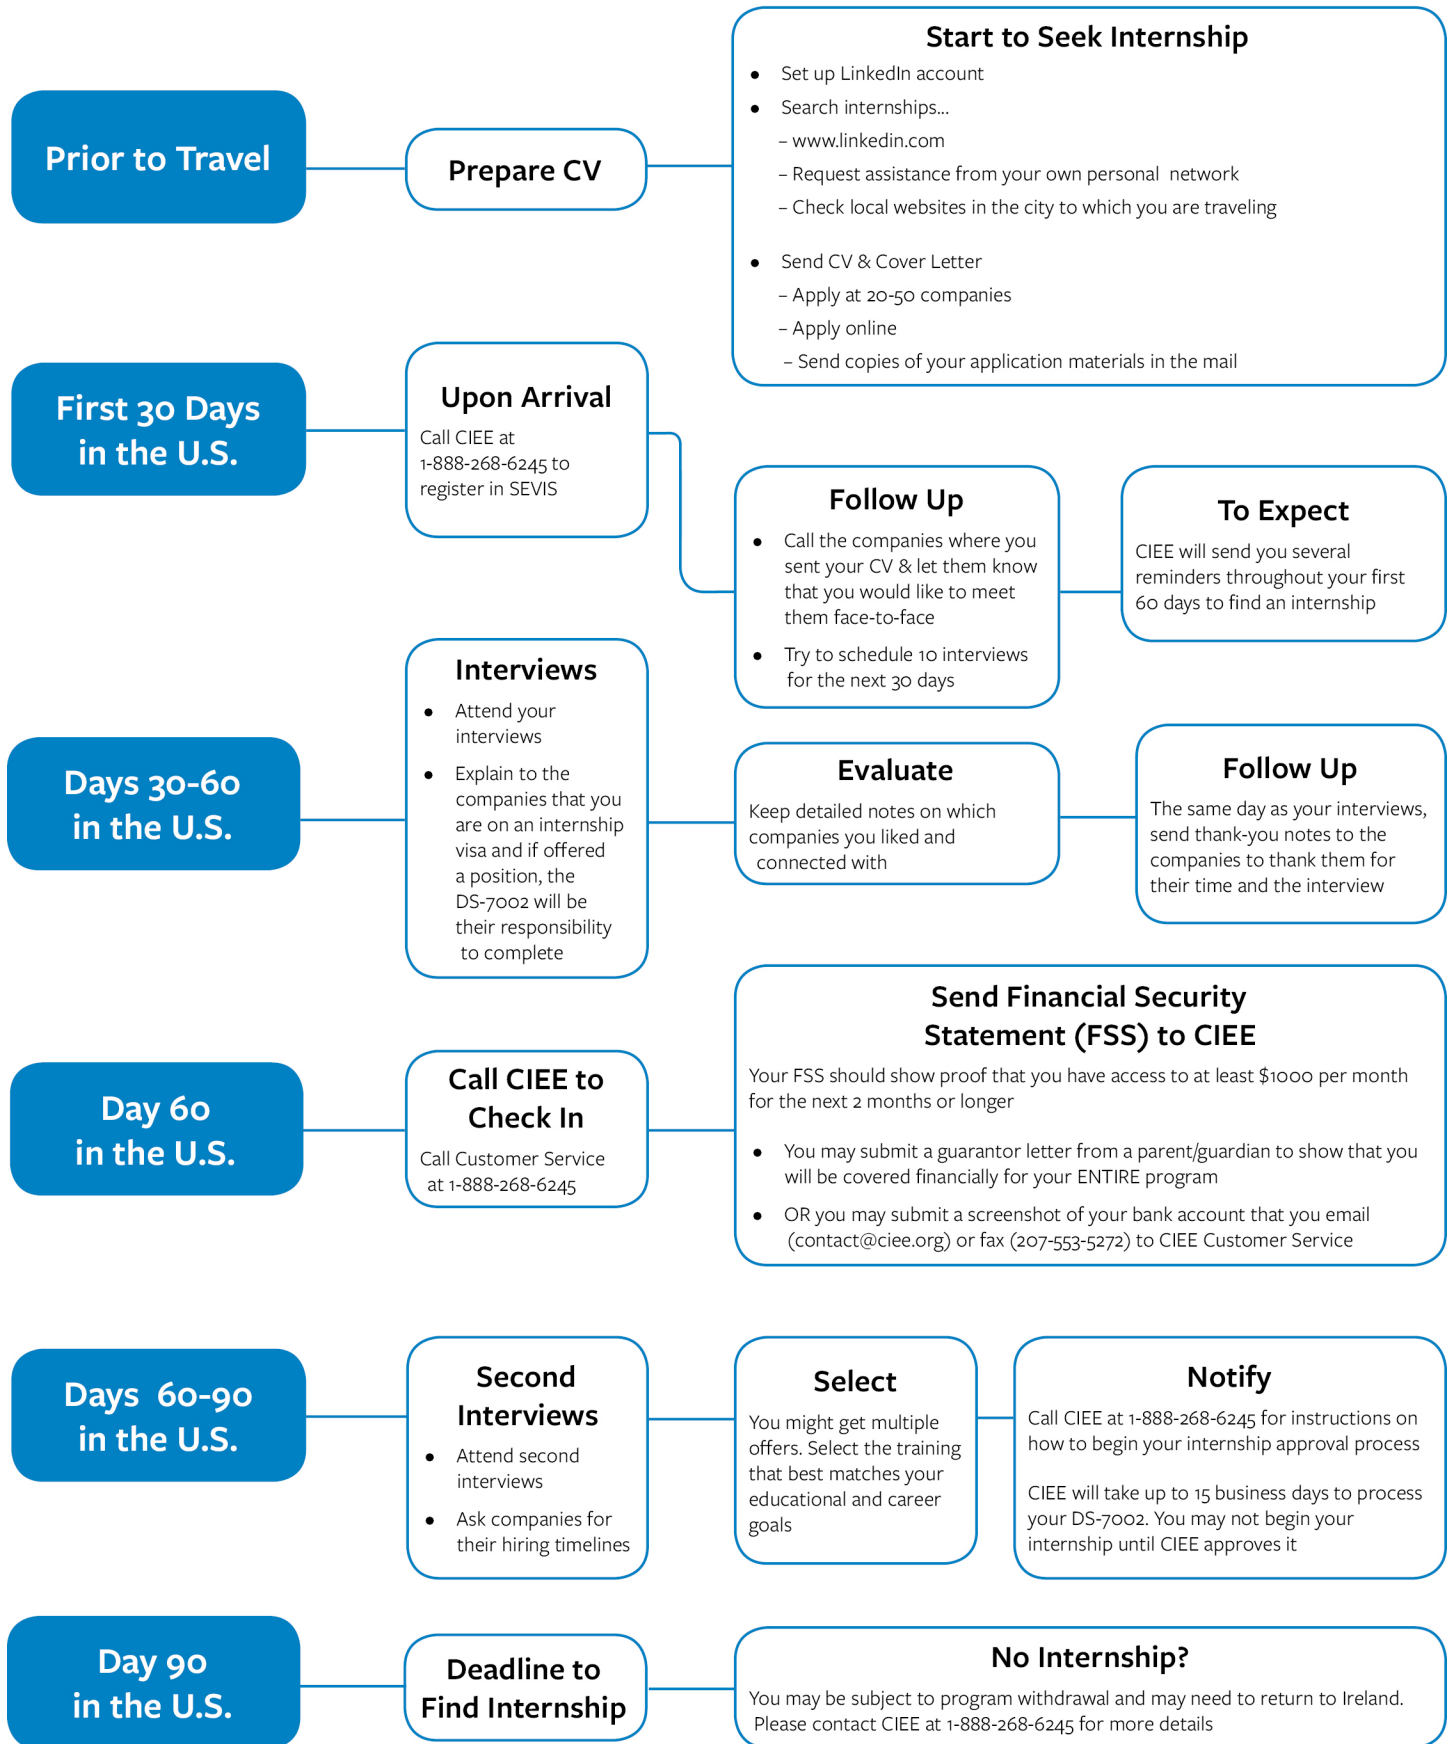 Prior to Travel
Prepare CV
Start to Seek Internship
● Set up LinkedIn account
● Search internships...
– www.linkedin.com
– Request assistance from your own personal network
– Check local websites in the city to which you are traveling
● Send CV & Cover Letter
– Apply at 20-50 companies
– Apply online
– Send copies of your application materials in the mail
First 30 Days
in the U.S.
Upon Arrival
Call CIEE at
1-888-268-6245 to
register in SEVIS
Follow Up
● Call the companies where you
sent your CV & let them know
that you would like to meet
them face-to-face
● Try to schedule 10 interviews
for the next 30 days
To Expect
CIEE will send you several
reminders throughout your first
60 days to find an internship
Days 30-60
in the U.S.
Interviews
● Attend your
interviews
● Explain to the
companies that you
are on an internship
visa and if offered
a position, the
DS-7002 will be
their responsibility
to complete
Evaluate
Keep detailed notes on which
companies you liked and
connected with
Follow Up
The same day as your interviews,
send thank-you notes to the
companies to thank them for
their time and the interview
Day 60
in the U.S.
Call CIEE to
Check In
Call Customer Service
at 1-888-268-6245
Send Financial Security
Statement (FSS) to CIEE
Your FSS should show proof that you have access to at least $1000 per month
for the next 2 months or longer
● You may submit a guarantor letter from a parent/guardian to show that you
will be covered financially for your ENTIRE program
● OR you may submit a screenshot of your bank account that you email
(contact@ciee.org) or fax (207-553-5272) to CIEE Customer Service
Days 60-90
in the U.S.
Second
Interviews
● Attend second
interviews
● Ask companies for
their hiring timelines
Select
You might get multiple
offers. Select the training
that best matches your
educational and career
goals
Notify
Call CIEE at 1-888-268-6245 for instructions on
how to begin your internship approval process
CIEE will take up to 15 business days to process
your DS-7002. You may not begin your
internship until CIEE approves it
Day 90
in the U.S.
Deadline to
Find Internship
No Internship?
You may be subject to program withdrawal and may need to return to Ireland.
Please contact CIEE at 1-888-268-6245 for more details